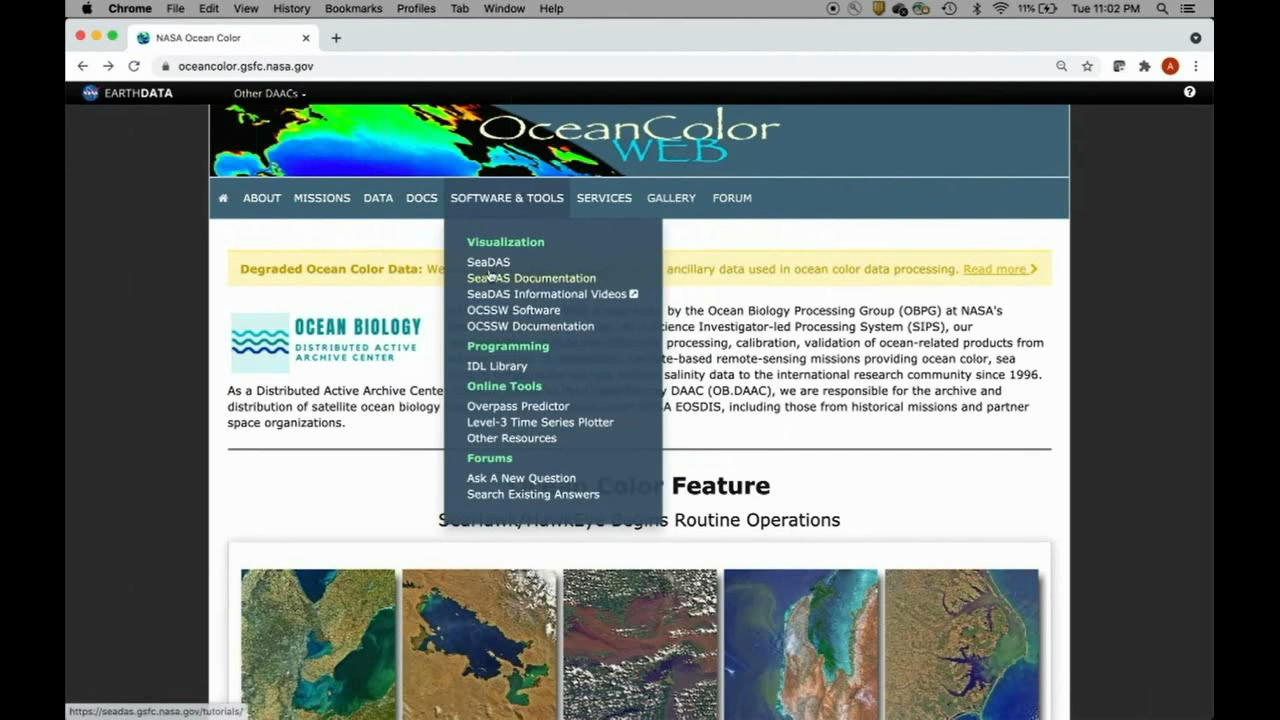 Chrome File Edit View History Bookmarks Profiles Tab Window Help 11% Tue 11:02 PM
NASA Ocean Color
oceancolor.gsfc.nasa.gov A
EARTHDATA Other DAACs ?
OceanColor
WEB
ABOUT MISSIONS DATA DOCS SOFTWARE & TOOLS SERVICES GALLERY FORUM
Visualization
SeaDAS
SeaDAS Documentation
SeaDAS Informational Videos
OCSSW Software
OCSSW Documentation
Programming
IDL Library
Online Tools
Overpass Predictor
Level-3 Time Series Plotter
Other Resources
Forums
Ask A New Question
Search Existing Answers
Degraded Ocean Color Data: We ancillary data used in ocean color data processing. Read more
OCEAN BIOLOGY
DISTRIBUTED ACTIVE
ARCHIVE CENTER
by the Ocean Biology Processing Group (OBPG) at NASA's
Investigator-led Processing System (SIPS), our
processing, calibration, validation of ocean-related products from
remote-sensing missions providing ocean color, sea
salinity data to the international research community since 1996.
As a Distributed Active Archive DAAC (OB.DAAC), we are responsible for the archive and
distribution of satellite ocean biology EOSDIS, including those from historical missions and partner
space organizations.
Color Feature
SeaHawk/HawkEye Begins Routine Operations
https://seadas.gsfc.nasa.gov/tutorials/